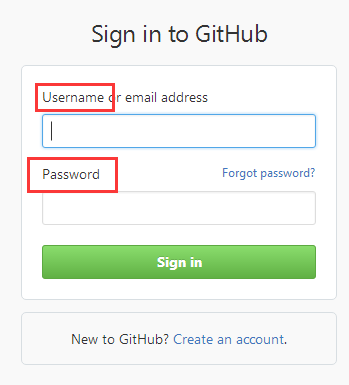 Sign in to GitHub
Username or email address
Password Forgot password?
Sign in
New to GitHub? Create an account.